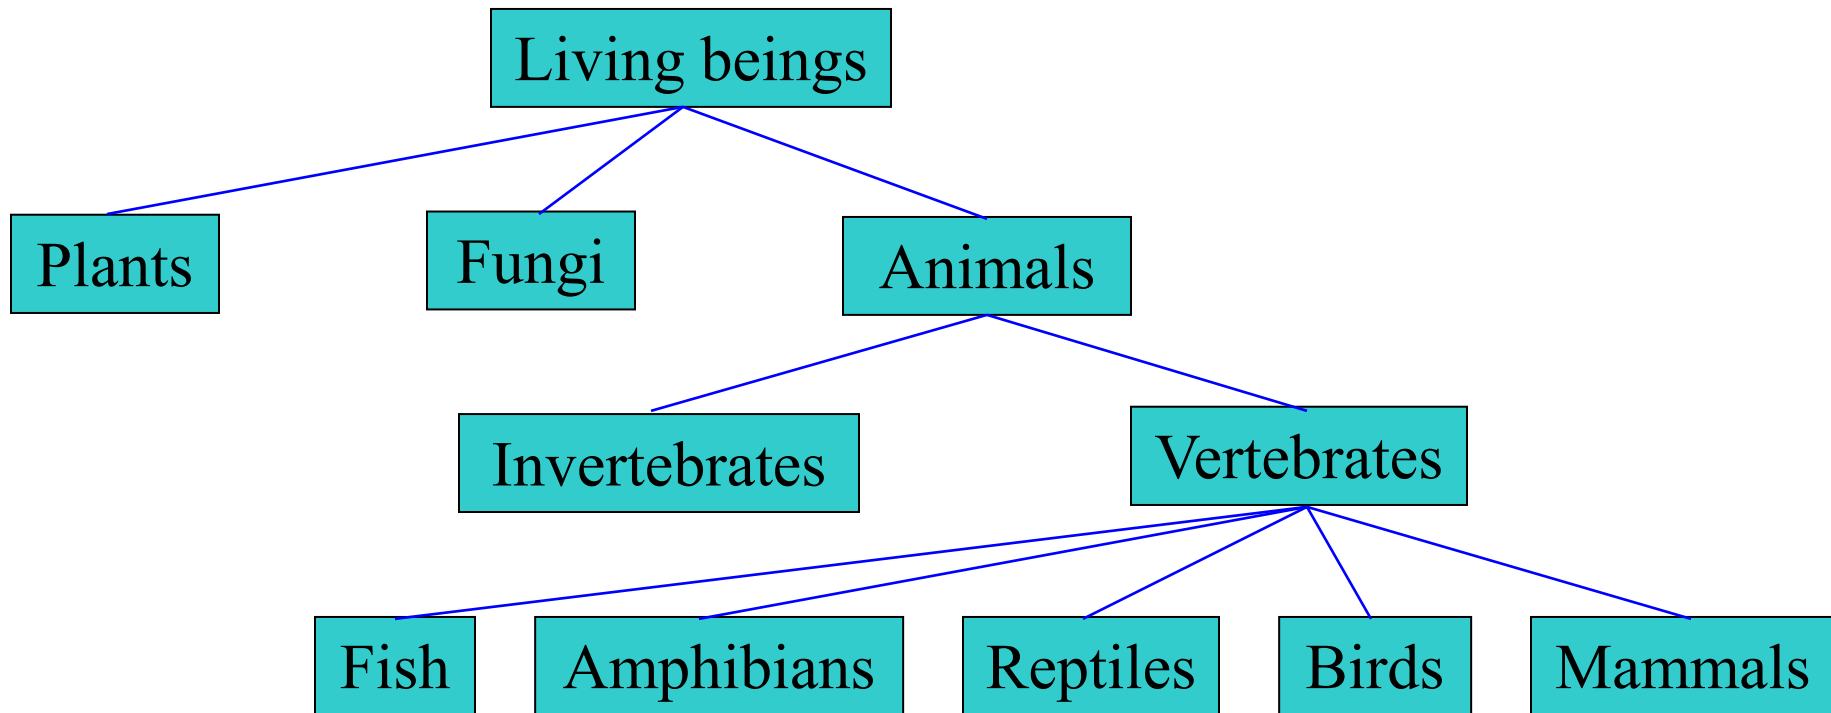 Living beings
Plants
Fungi
Animals
Invertebrates
Vertebrates
Fish
Amphibians
Reptiles
Birds
Mammals